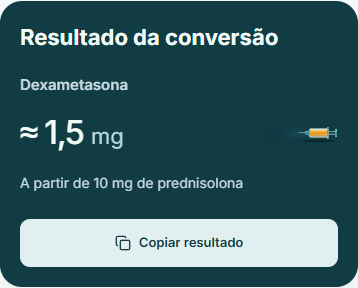 Resultado da conversão
Dexametasona
≈ 1,5 mg
A partir de 10 mg de prednisolona
Copiar resultado